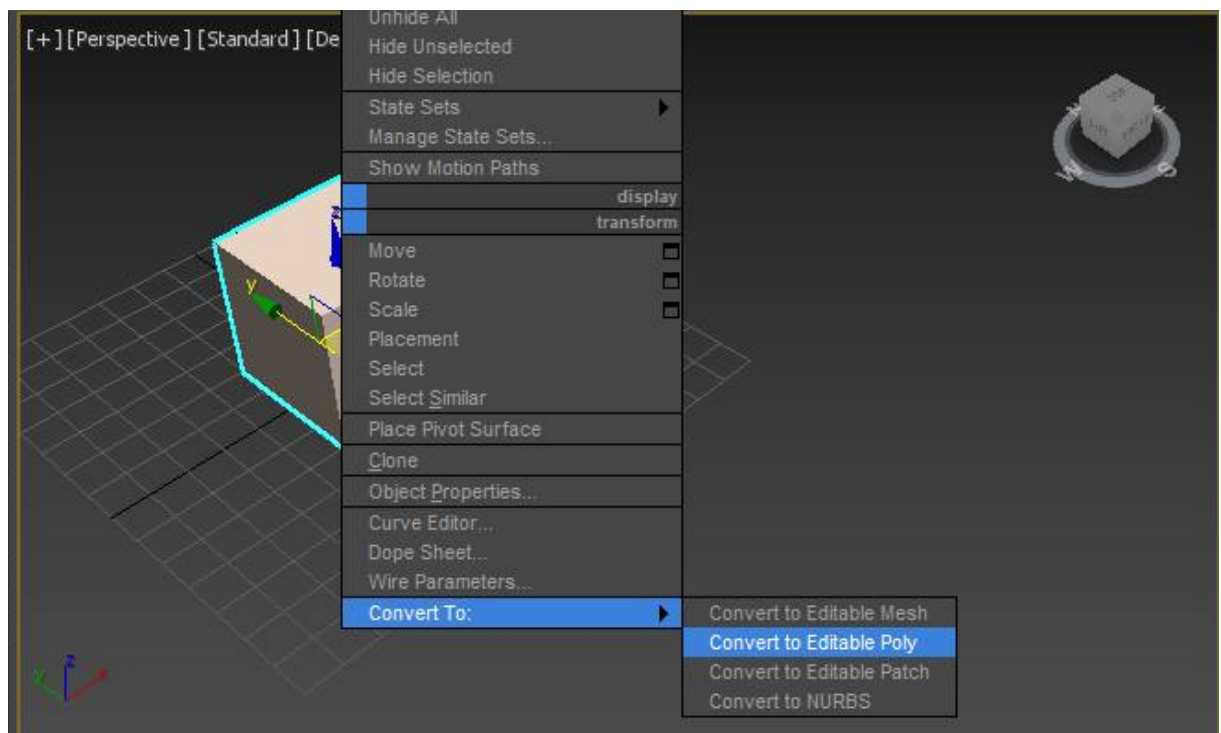 [+] [Perspective] [Standard] [De
Unhide All
Hide Unselected
Hide Selection
State Sets
Manage State Sets...
Show Motion Paths
display
transform
Move
Rotate
Scale
Placement
Select
Select Similar
Place Pivot Surface
Clone
Object Properties...
Curve Editor...
Dope Sheet...
Wire Parameters...
Convert To:
Convert to Editable Mesh
Convert to Editable Poly
Convert to Editable Patch
Convert to NURBS
z
y
z
x
W
S